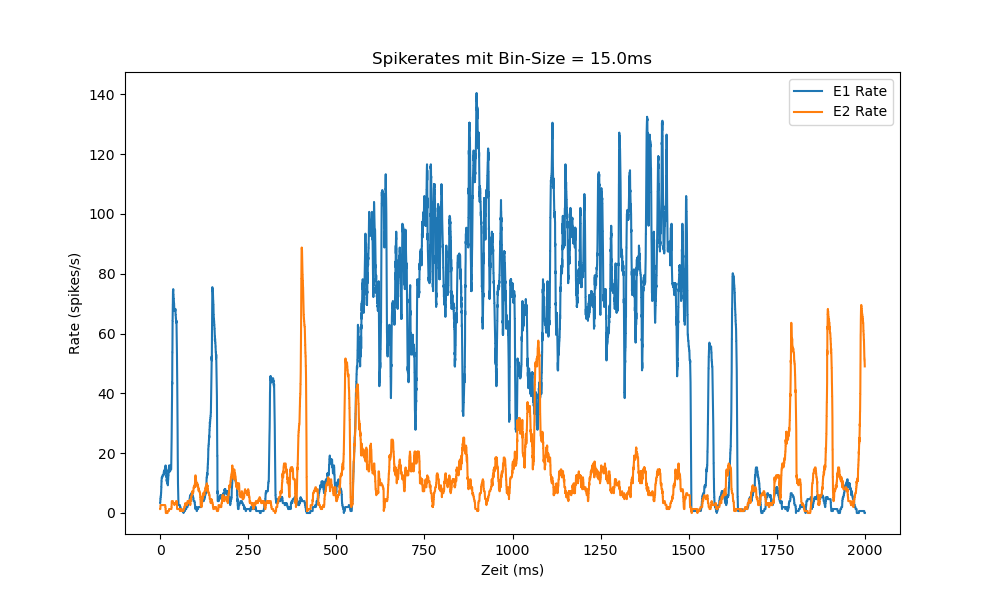 Spikerates mit Bin-Size = 15.0ms
E1 Rate
E2 Rate
140
120
100
80
60
40
20
0
Rate (spikes/s)
0 250 500 750 1000 1250 1500 1750 2000
Zeit (ms)